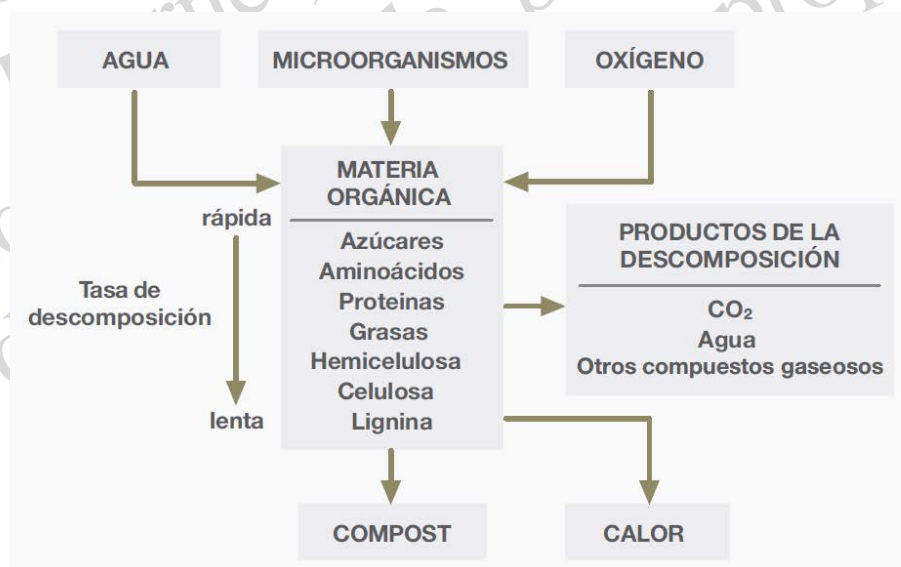 AGUA
MICROORGANISMOS
OXÍGENO
MATERIA
ORGÁNICA
rápida
Azúcares
Aminoácidos
Proteinas
Grasas
Hemicelulosa
Celulosa
Lignina
Tasa de
descomposición
lenta
PRODUCTOS DE LA
DESCOMPOSICIÓN
CO₂
Agua
Otros compuestos gaseosos
COMPOST
CALOR